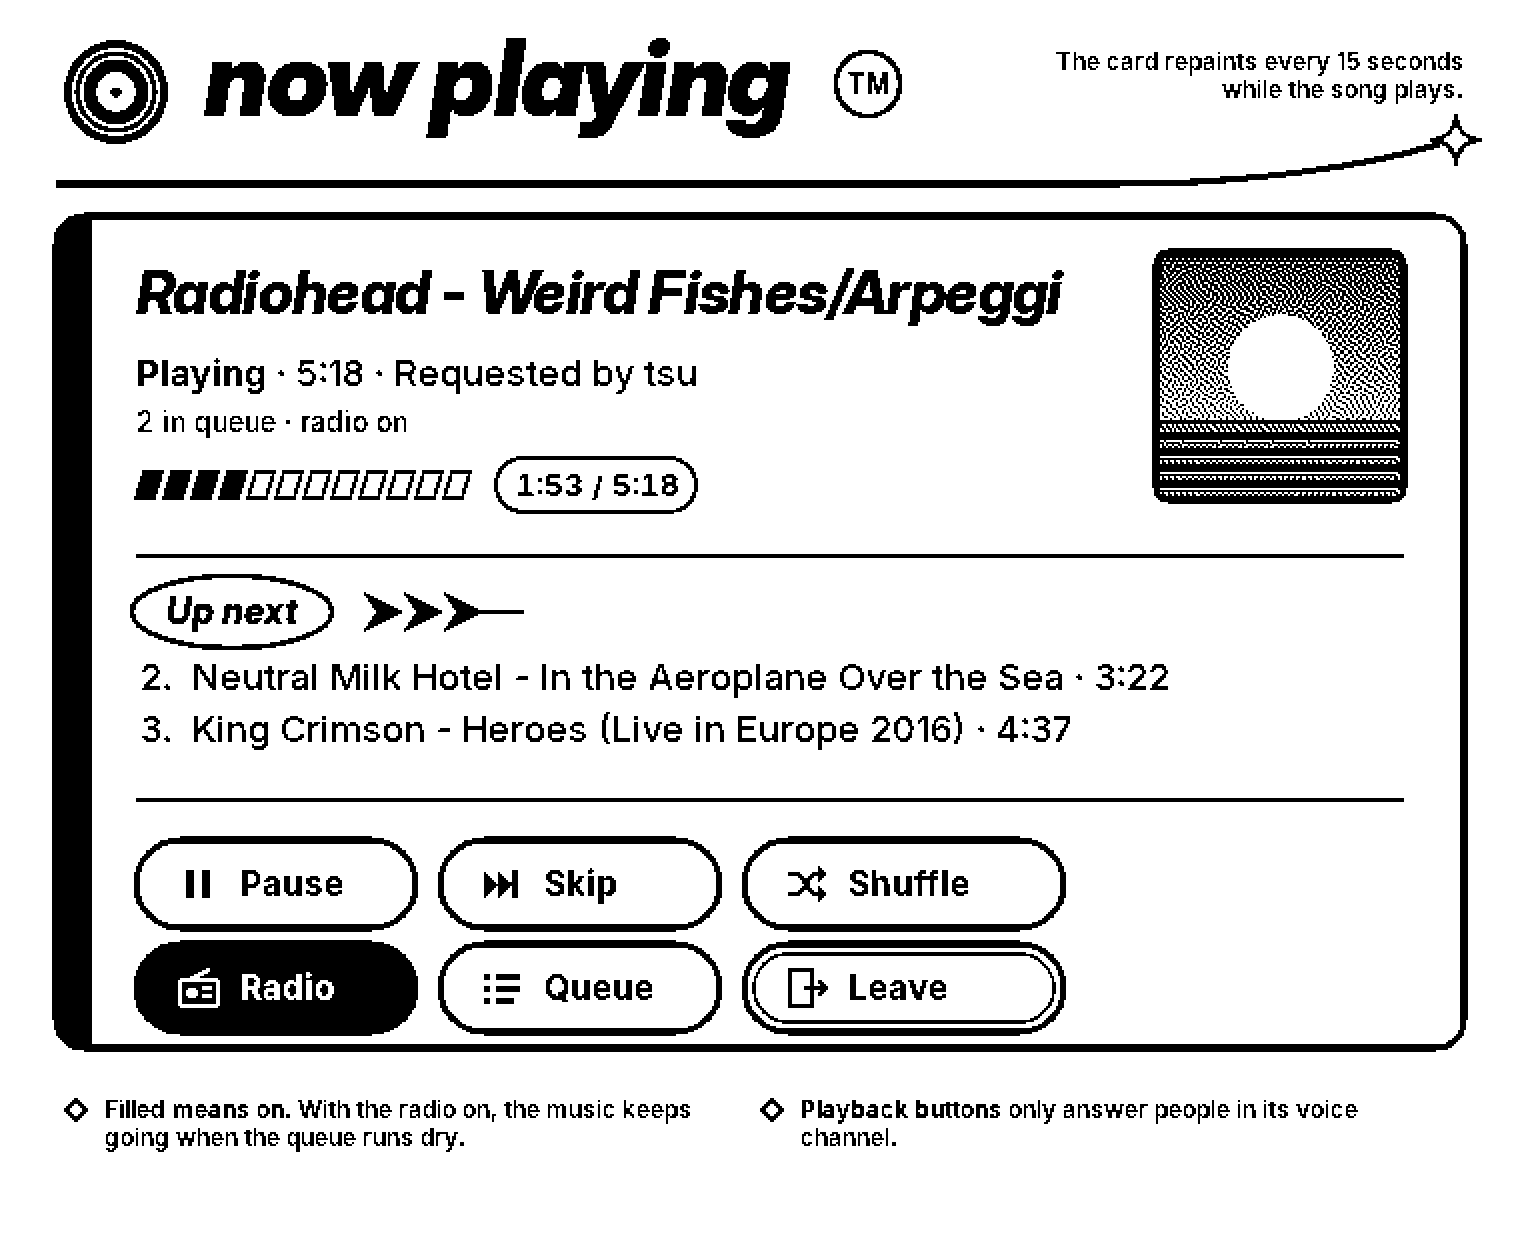 now playing TM
The card repaints every 15 seconds
while the song plays.
Radiohead - Weird Fishes/Arpeggi
Playing · 5:18 · Requested by tsu
2 in queue · radio on
1:53 / 5:18
Up next
2. Neutral Milk Hotel - In the Aeroplane Over the Sea · 3:22
3. King Crimson - Heroes (Live in Europe 2016) · 4:37
Pause Skip Shuffle
Radio Queue Leave
Filled means on. With the radio on, the music keeps
going when the queue runs dry.
Playback buttons only answer people in its voice
channel.